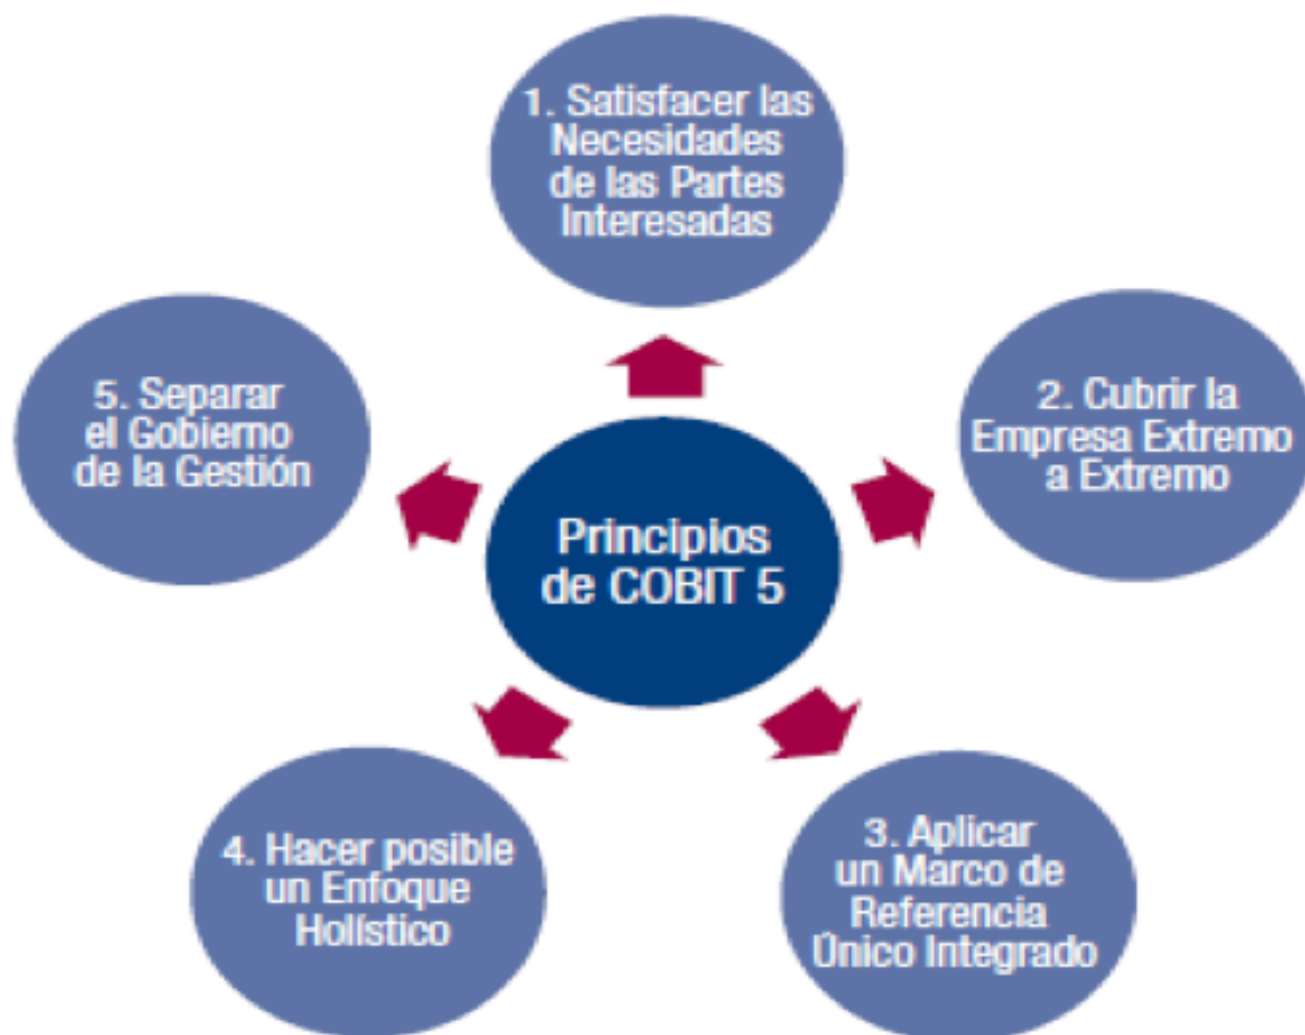 1. Satisfacer las
Necesidades
de las Partes
Interesadas
2. Cubrir la
Empresa Extremo
a Extremo
3. Aplicar
un Marco de
Referencia
Único Integrado
4. Hacer posible
un Enfoque
Holístico
5. Separar
el Gobierno
de la Gestión
Principios
de COBIT 5